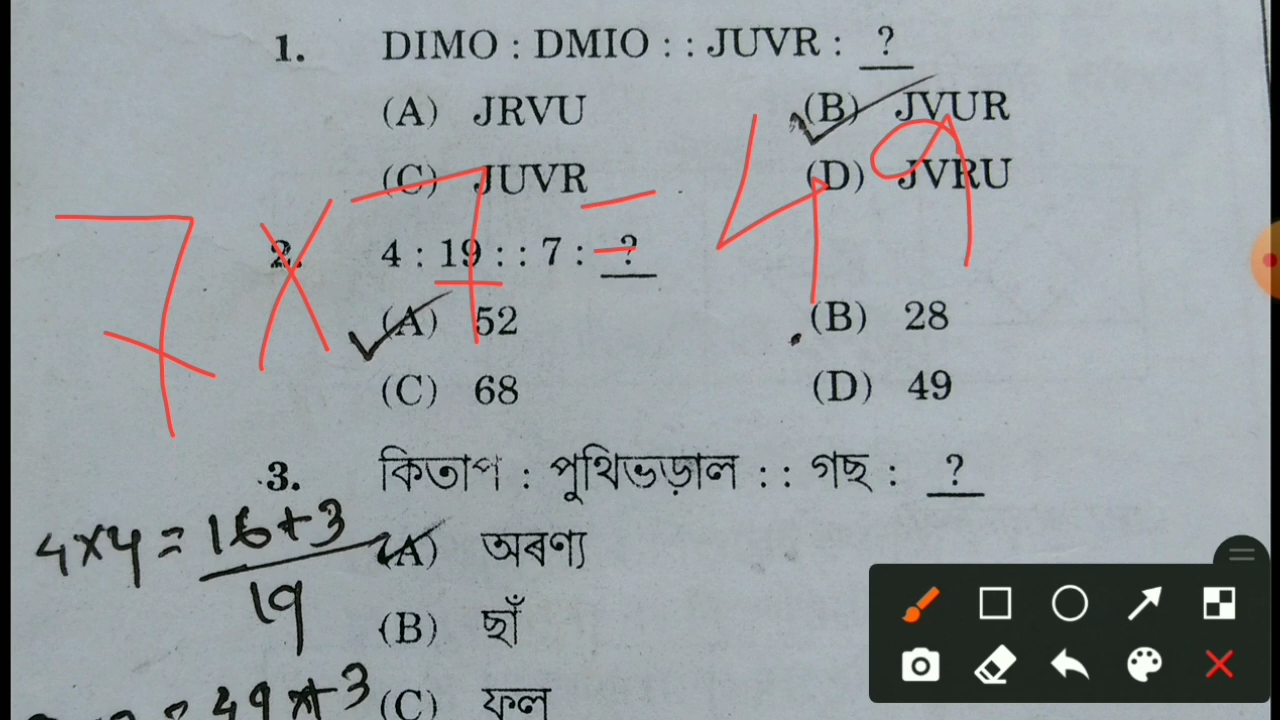 1. DIMO : DMIO : : JUVR : ?
(A) JRVU (B) JVUR
(C) JUVR (D) JVRU
7 × 7 = 49
2. 4 : 19 : : 7 : ?
(A) 52 (B) 28
(C) 68 (D) 49
3. কিতাপ : পুথিভড়াল : : গছ : ?
4×4 = 16+3
(A) অৰণ্য
19
(B) ছাঁ
49+3
(C) ফল